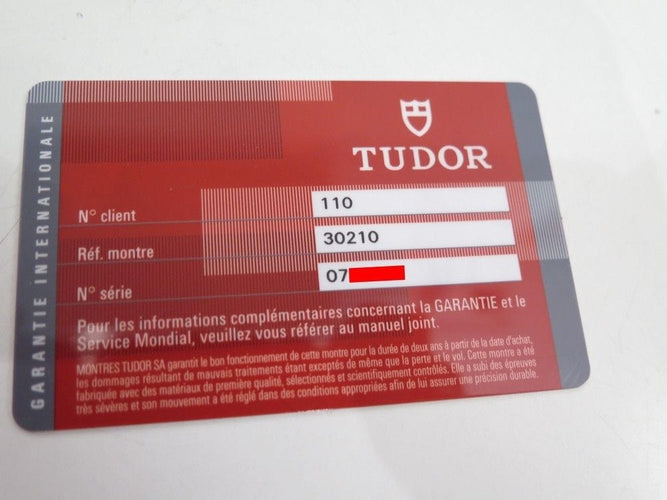 GARANTIE INTERNATIONALE
TUDOR
N° client 110
Réf. montre 30210
N° série 07
Pour les informations complémentaires concernant la GARANTIE et le
Service Mondial, veuillez vous référer au manuel joint.
MONTRES TUDOR SA garantit le bon fonctionnement de cette montre pour la durée de deux ans à partir de la date d'achat,
les dommages résultant de mauvais traitements étant exceptés de même que la perte et le vol. Cette montre a été
fabriquée avec des matériaux de première qualité, sélectionnés et scientifiquement contrôlés. Elle a subi des épreuves
très sévères et son mouvement a été réglé dans des conditions appropriées afin de lui assurer une précision durable.